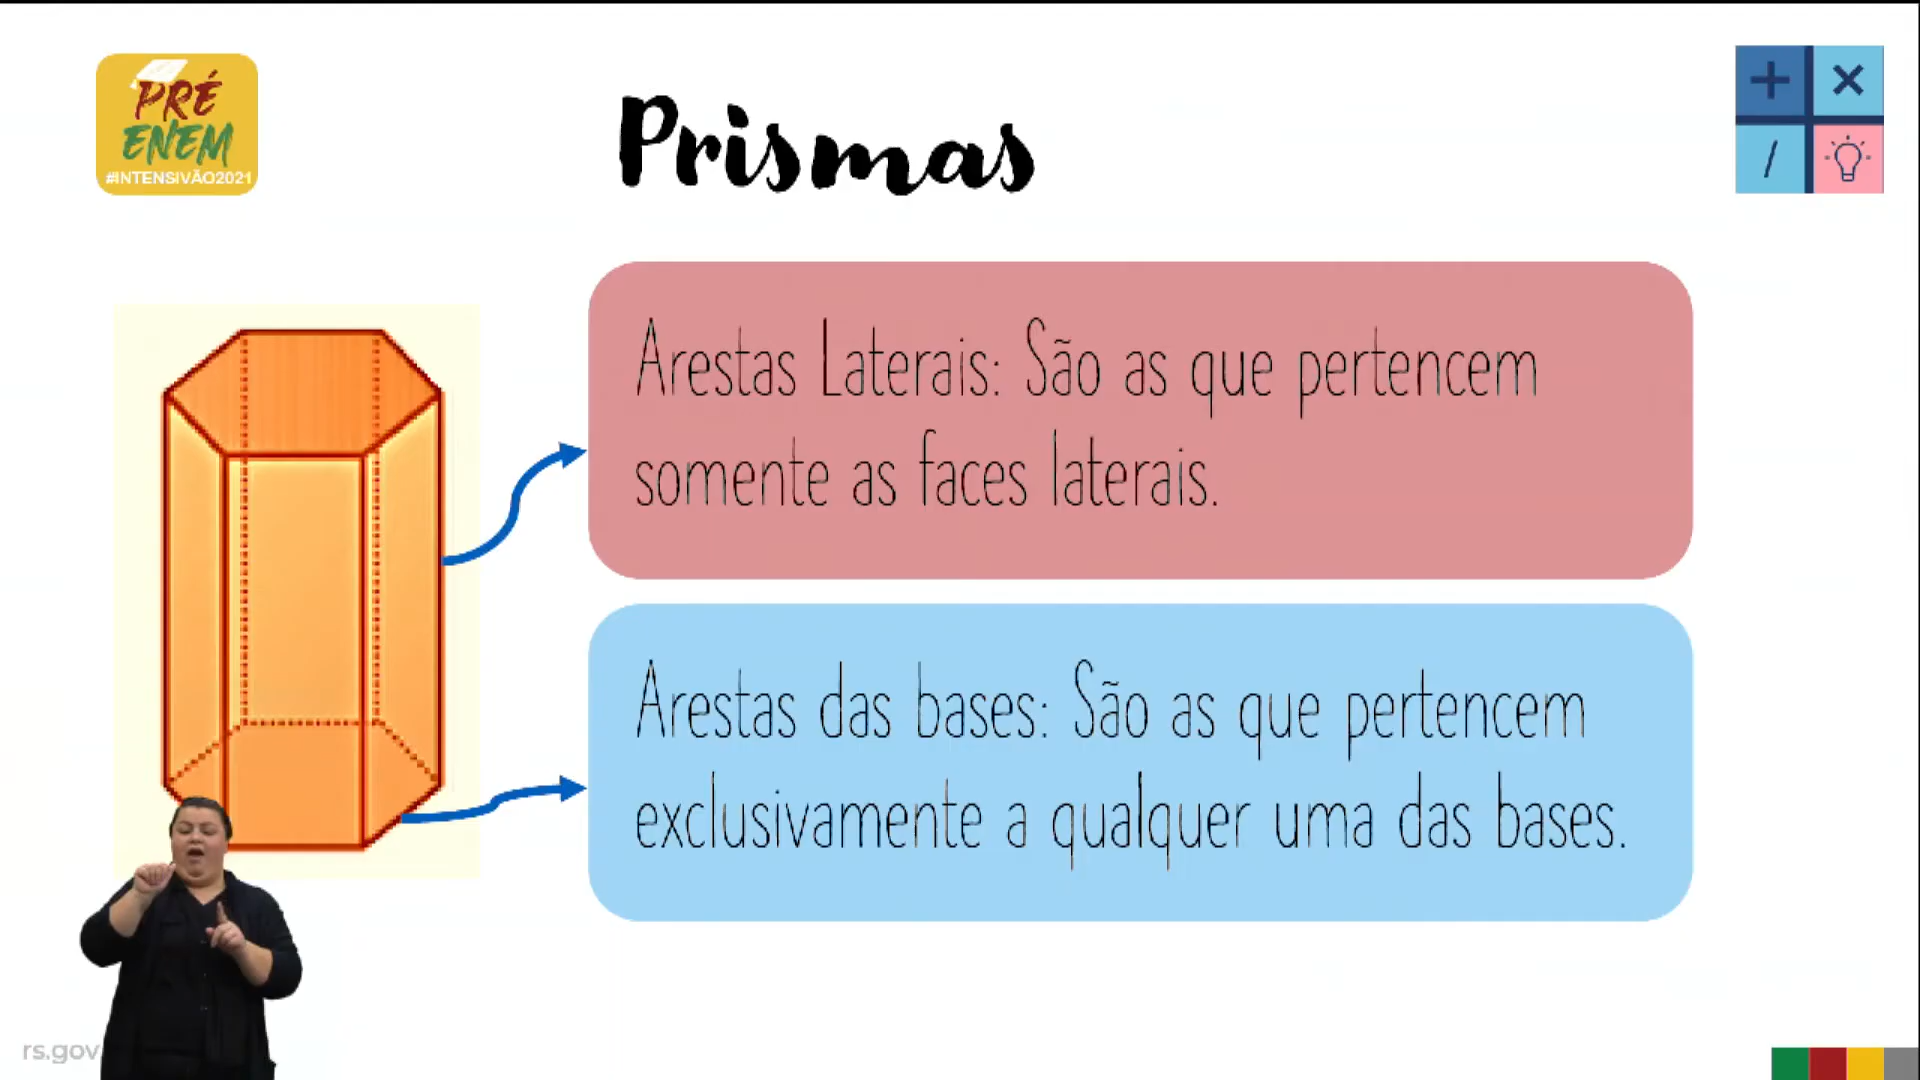 PRÉ
ENEM
#INTENSIVÃO2021
Prismas
Arestas Laterais: São as que pertencem
somente as faces laterais.
Arestas das bases: São as que pertencem
exclusivamente a qualquer uma das bases.
rs.gov